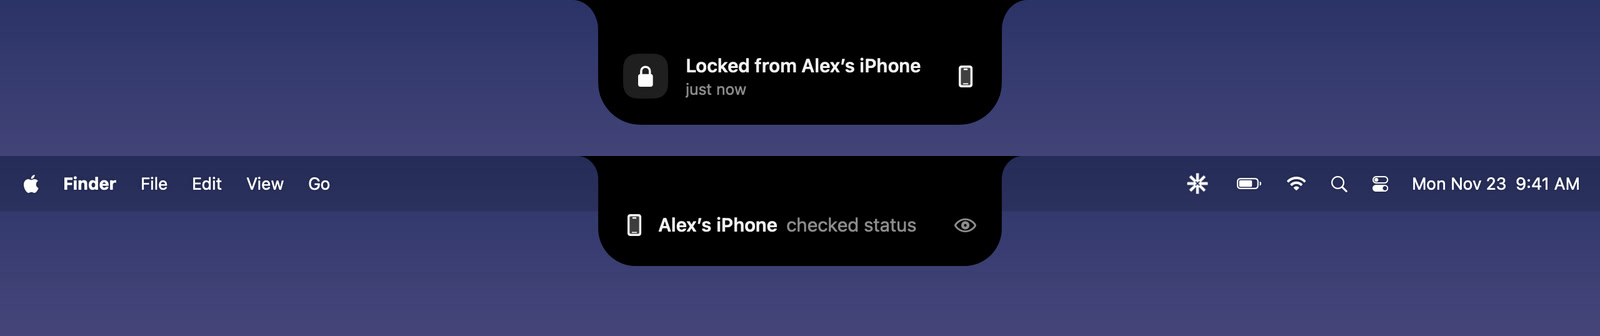 Locked from Alex’s iPhone
just now
Finder File Edit View Go Mon Nov 23 9:41 AM
Alex’s iPhone checked status